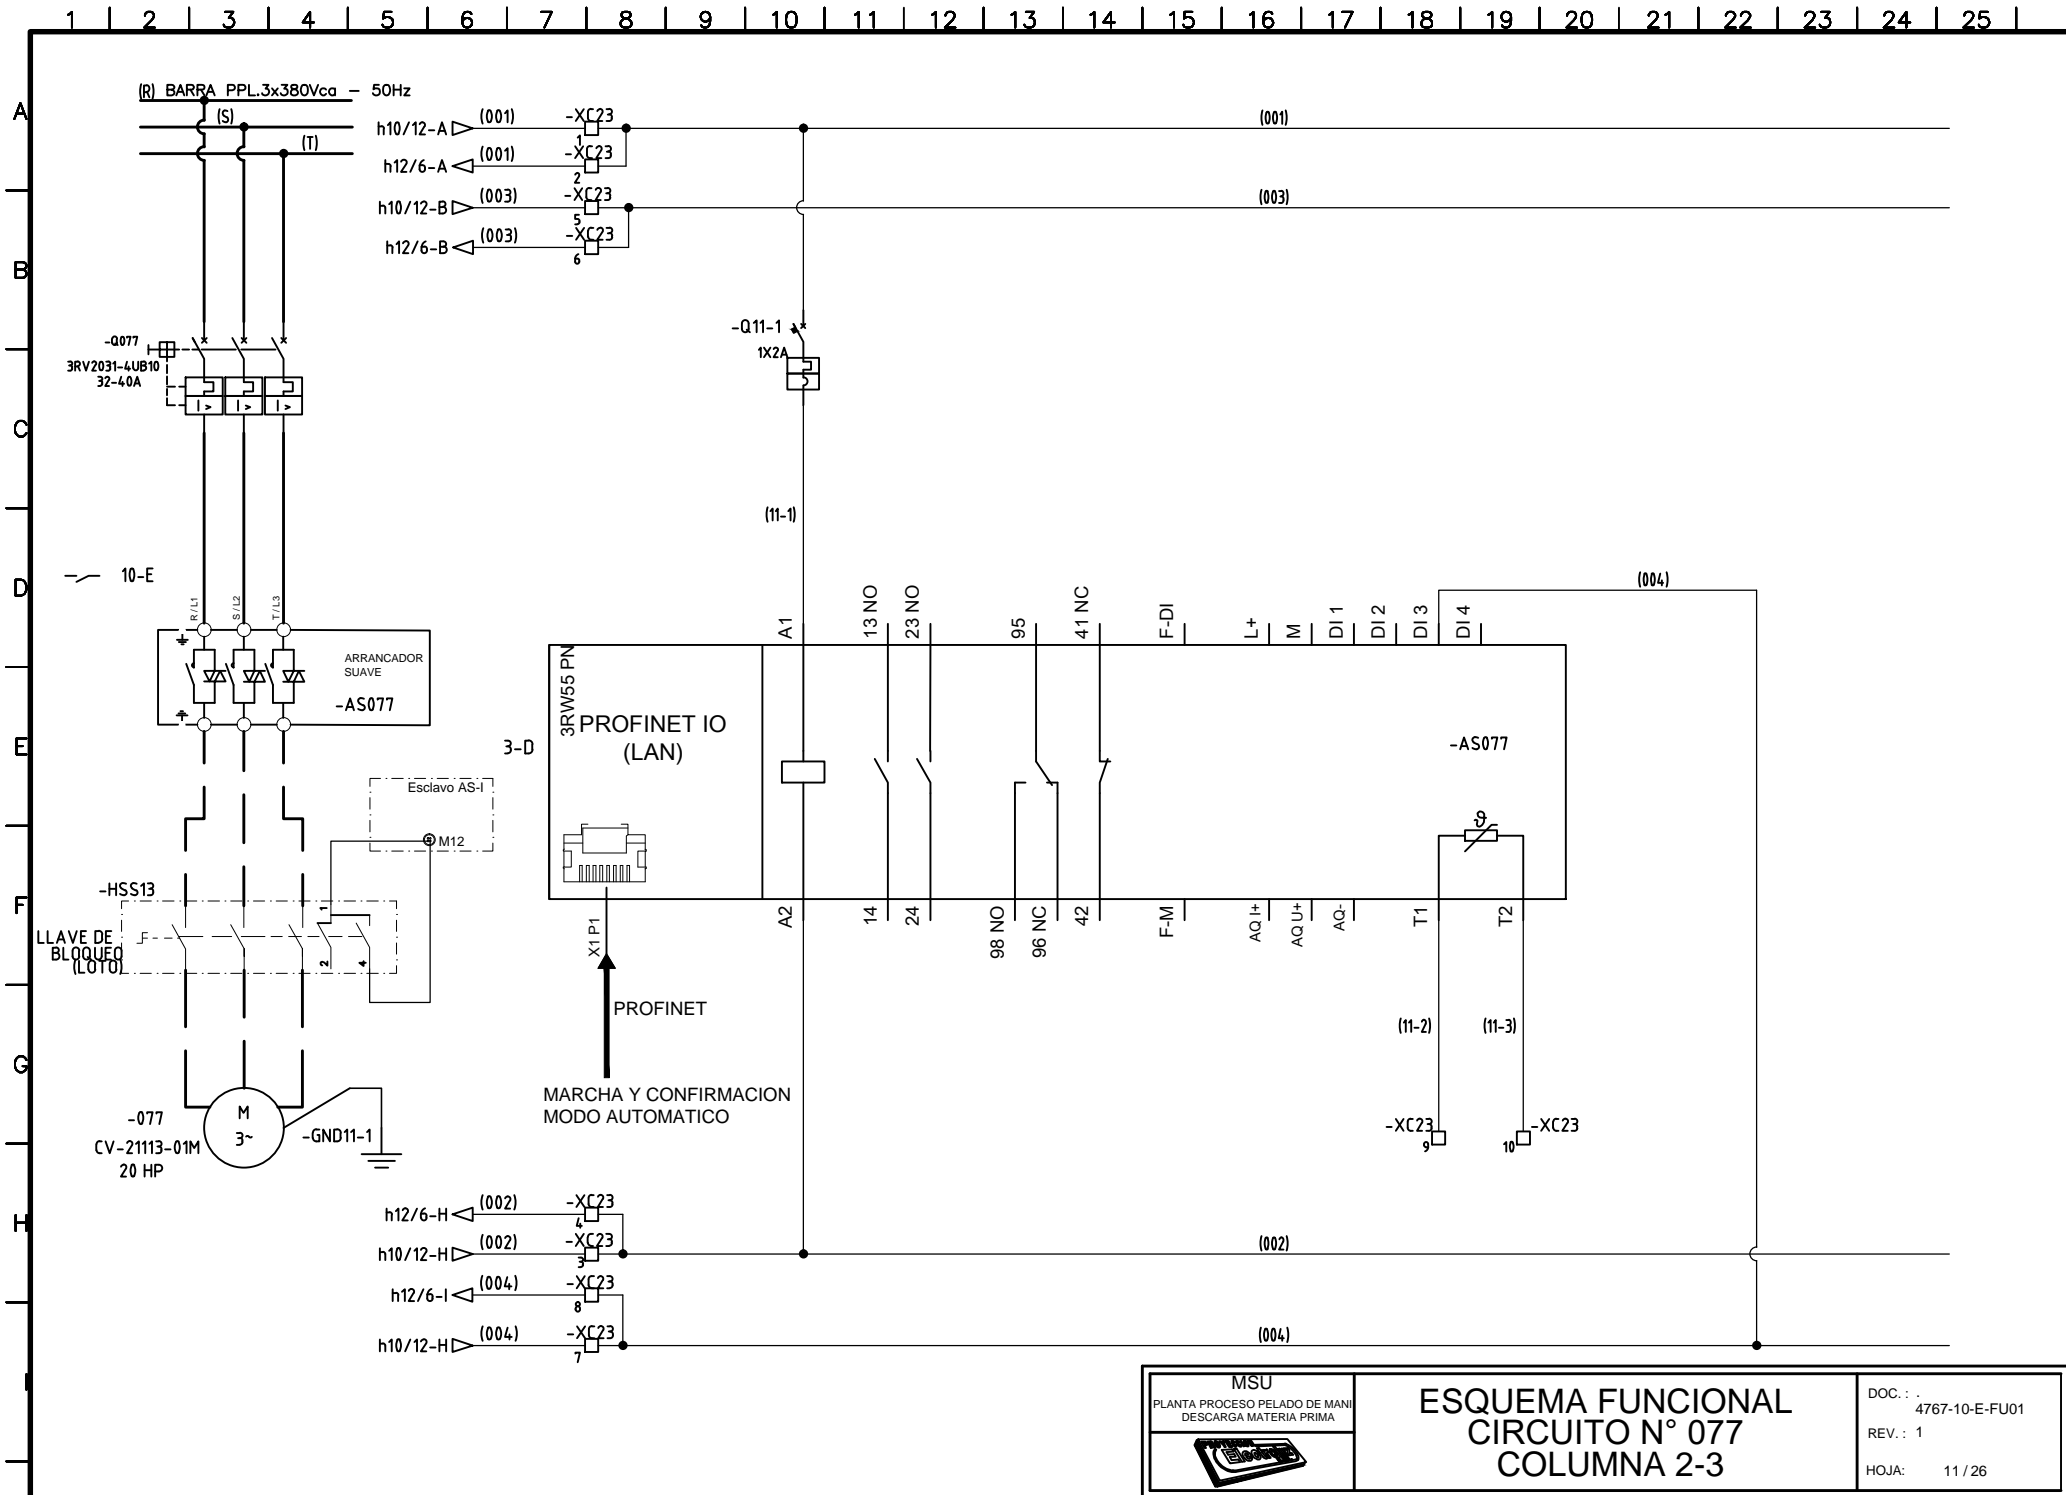 1 2 3 4 5 6 7 8 9 10 11 12 13 14 15 16 17 18 19 20 21 22 23 24 25
A
B
C
D
E
F
G
H
I
(R) BARRA PPL.3x380Vca - 50Hz
(S)
(T)
h10/12-A (001) -XC23 1 (001)
h12/6-A (001) -XC23 2
h10/12-B (003) -XC23 5 (003)
h12/6-B (003) -XC23 6
-Q077
3RV2031-4UB10
32-40A
I > I > I >
-Q11-1
1X2A
(11-1)
10-E
R / L1
S / L2
T / L3
ARRANCADOR
SUAVE
-AS077
3-D
3RW55 PN
PROFINET IO
(LAN)
A1
13 NO
23 NO
95
41 NC
F-DI
L+
M
DI 1
DI 2
DI 3
DI 4
(004)
-AS077
ϑ
A2
14
24
98 NO
96 NC
42
F-M
AQ I+
AQ U+
AQ-
T1
T2
X1 P1
PROFINET
MARCHA Y CONFIRMACION
MODO AUTOMATICO
Esclavo AS-I
M12
-HSS13
LLAVE DE
BLOQUEO
(LOTO)
1
2
4
-077
CV-21113-01M
20 HP
M
3~
-GND11-1
(11-2)
(11-3)
-XC23
9
-XC23
10
h12/6-H (002) -XC23 4
h10/12-H (002) -XC23 3 (002)
h12/6-I (004) -XC23 8
h10/12-H (004) -XC23 7 (004)
MSU
PLANTA PROCESO PELADO DE MANI
DESCARGA MATERIA PRIMA
ESQUEMA FUNCIONAL
CIRCUITO N° 077
COLUMNA 2-3
DOC. : .
4767-10-E-FU01
REV. : 1
HOJA: 11 / 26